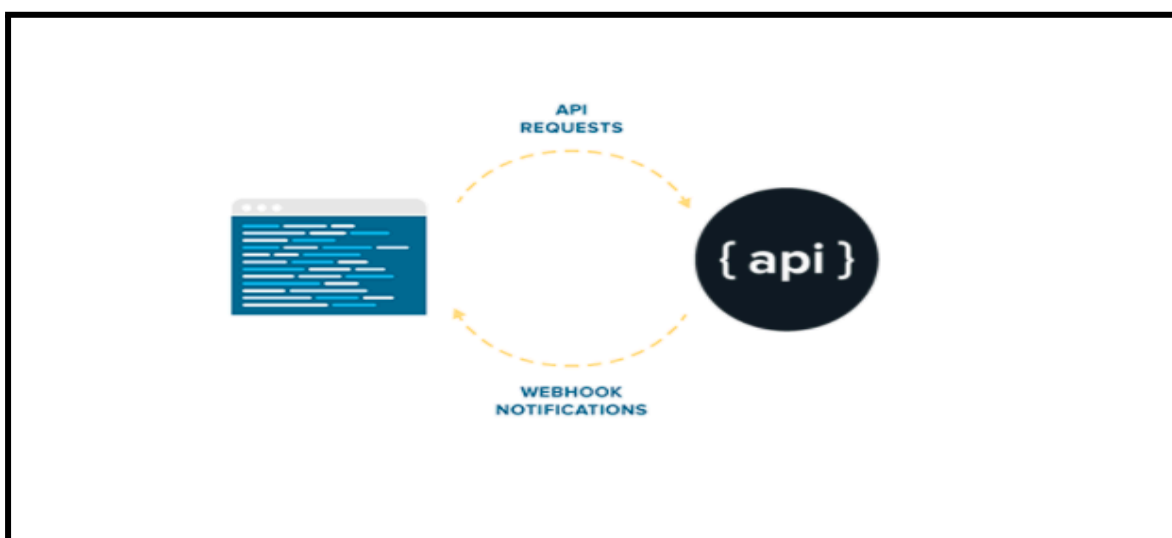 API
REQUESTS
{ api }
WEBHOOK
NOTIFICATIONS